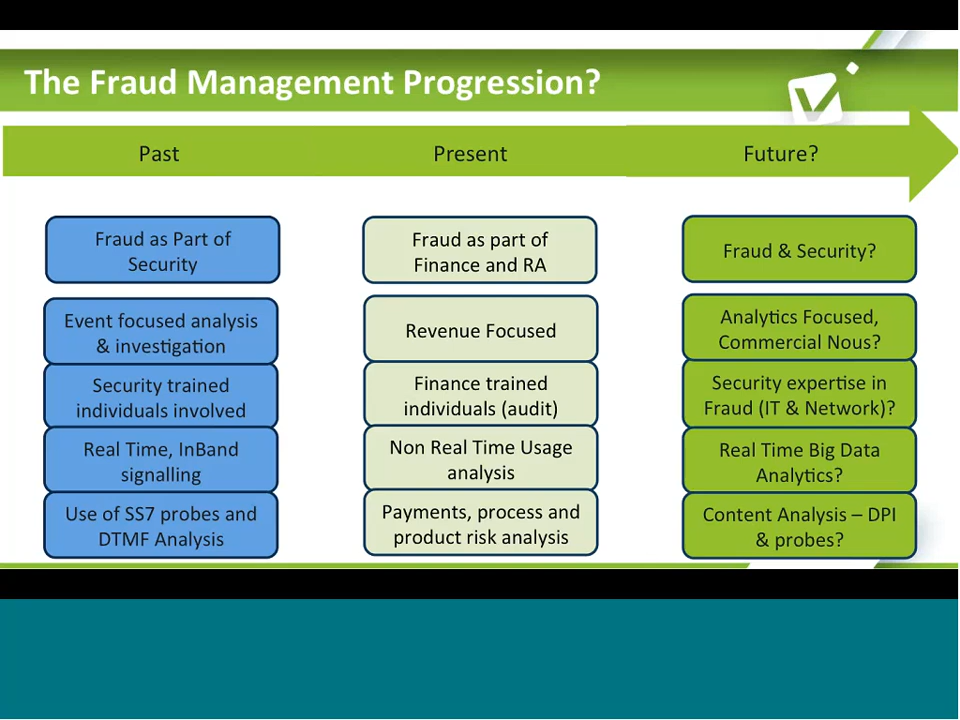 The Fraud Management Progression?
Past
Present
Future?
Fraud as Part of
Security
Fraud as part of
Finance and RA
Fraud & Security?
Event focused analysis
& investigation
Revenue Focused
Analytics Focused,
Commercial Nous?
Security trained
individuals involved
Finance trained
individuals (audit)
Security expertise in
Fraud (IT & Network)?
Real Time, InBand
signalling
Non Real Time Usage
analysis
Real Time Big Data
Analytics?
Use of SS7 probes and
DTMF Analysis
Payments, process and
product risk analysis
Content Analysis – DPI
& probes?